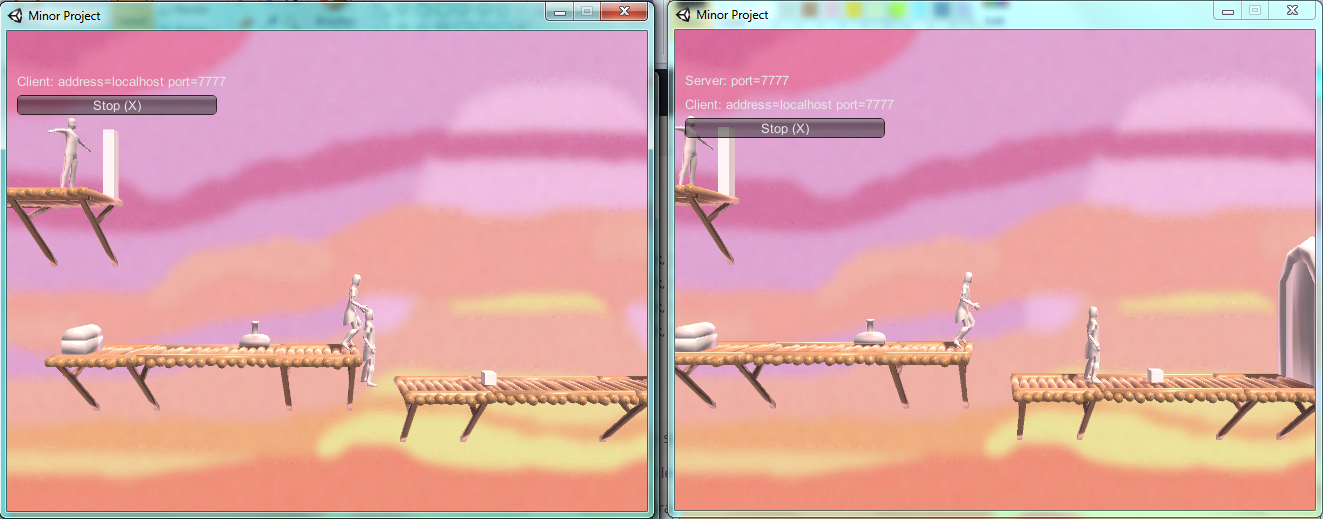 Minor Project
Client: address=localhost port=7777
Stop (X)
Minor Project
Server: port=7777
Client: address=localhost port=7777
Stop (X)